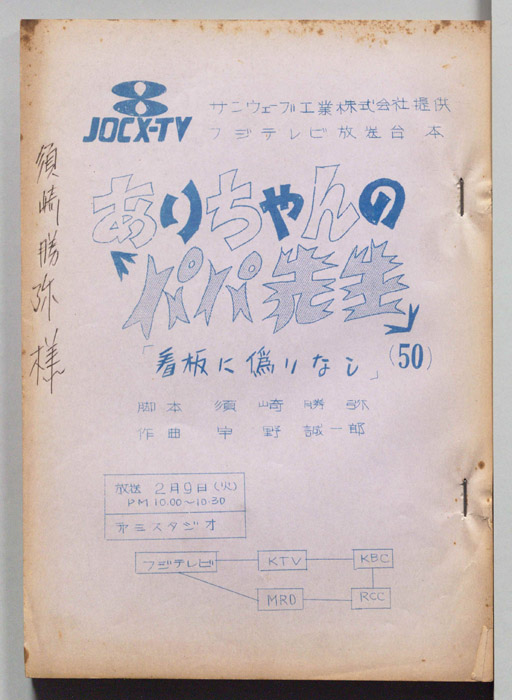 8
JOCX-TV
サンウェーブ工業株式会社提供
フジテレビ放送台本
須崎勝弥様
ありちゃんの
"パパ先生"
「看板に偽りなし」(50)
脚本 須崎勝弥
作曲 宇野誠一郎
放送 2月9日(火)
PM 10.00~10.30
スタジオ
フジテレビ
KTV
KBC
MRO
RCC